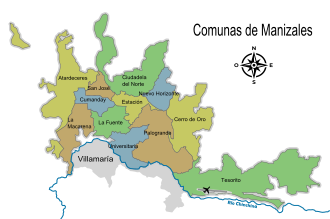 Comunas de Manizales
N
O
E
S
Atardeceres
Ciudadela
del Norte
San José
Nuevo Horizonte
Cumanday
Estación
La
Macarena
La Fuente
Cerro de Oro
Palogrande
Universitaria
Villamaría
Tesorito
Río Chinchiná